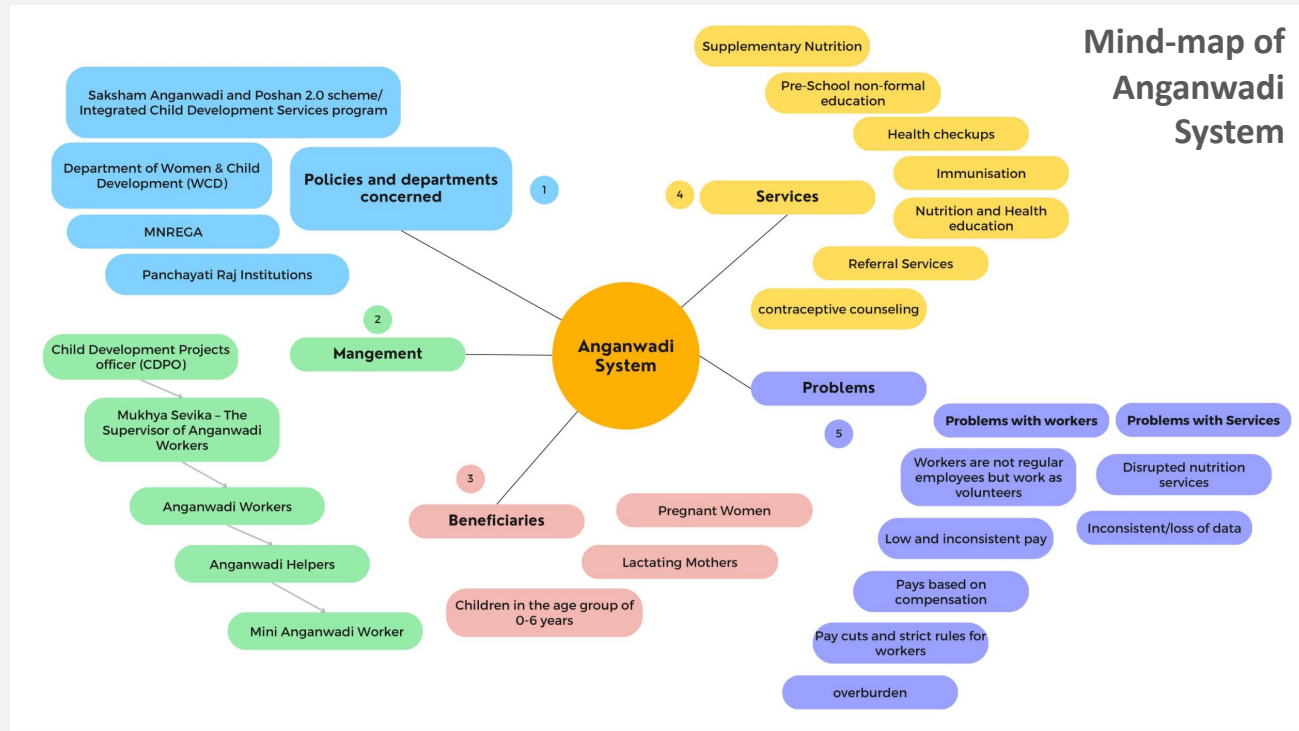 Mind-map of
Anganwadi
System
Saksham Anganwadi and Poshan 2.0 scheme/
Integrated Child Development Services program
Department of Women & Child
Development (WCD)
MNREGA
Panchayati Raj Institutions
Policies and departments
concerned
1
2
Mangement
Child Development Projects
officer (CDPO)
Mukhya Sevika – The
Supervisor of Anganwadi
Workers
Anganwadi Workers
Anganwadi Helpers
Mini Anganwadi Worker
Anganwadi
System
3
Beneficiaries
Pregnant Women
Lactating Mothers
Children in the age group of
0-6 years
4
Services
Supplementary Nutrition
Pre-School non-formal
education
Health checkups
Immunisation
Nutrition and Health
education
Referral Services
contraceptive counseling
Problems
5
Problems with workers
Workers are not regular
employees but work as
volunteers
Low and inconsistent pay
Pays based on
compensation
Pay cuts and strict rules for
workers
overburden
Problems with Services
Disrupted nutrition
services
Inconsistent/loss of data